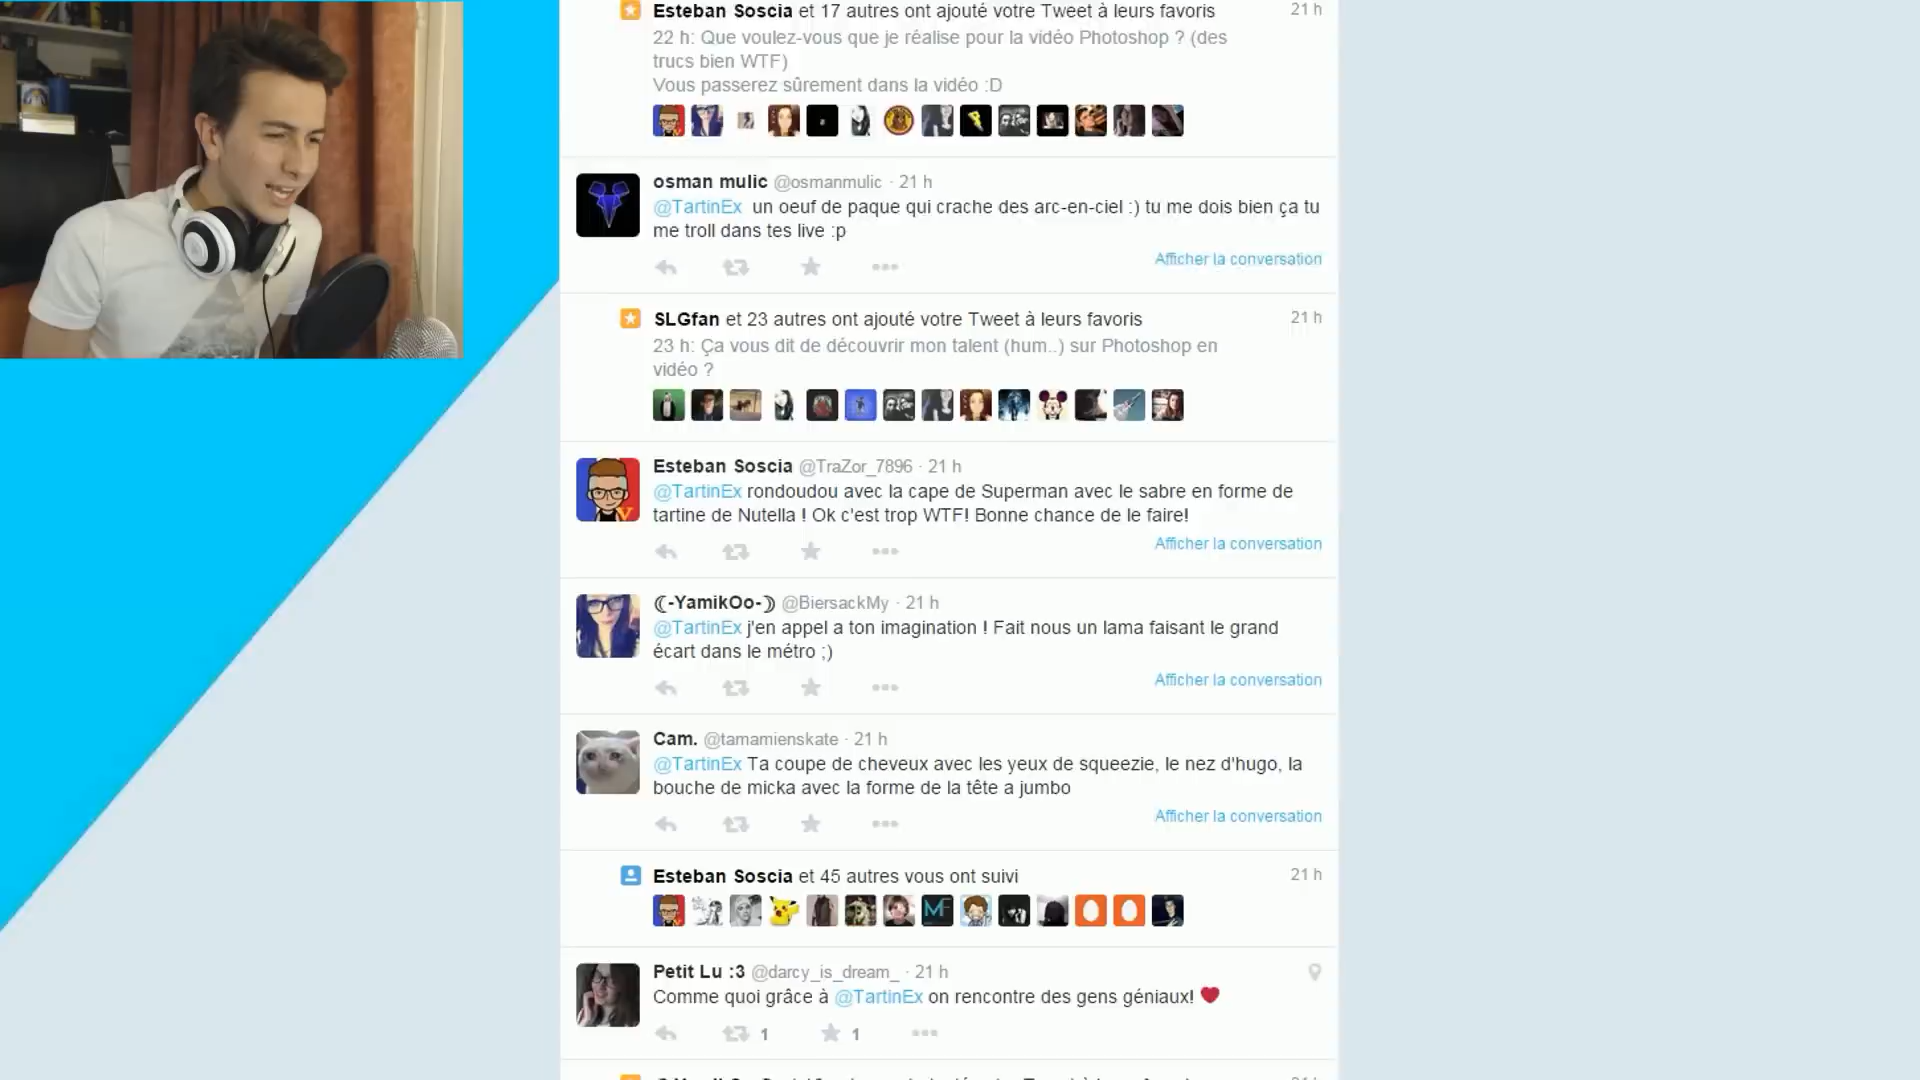 Esteban Soscia et 17 autres ont ajouté votre Tweet à leurs favoris 21 h
22 h: Que voulez-vous que je réalise pour la vidéo Photoshop ? (des
trucs bien WTF)
Vous passerez sûrement dans la vidéo :D
osman mulic @osmanmulic · 21 h
@TartinEx un oeuf de paque qui crache des arc-en-ciel :) tu me dois bien ça tu
me troll dans tes live :p
Afficher la conversation
SLGfan et 23 autres ont ajouté votre Tweet à leurs favoris 21 h
23 h: Ça vous dit de découvrir mon talent (hum..) sur Photoshop en
vidéo ?
Esteban Soscia @TraZor_7896 · 21 h
@TartinEx rondoudou avec la cape de Superman avec le sabre en forme de
tartine de Nutella ! Ok c'est trop WTF! Bonne chance de le faire!
Afficher la conversation
☾-YamikOo-☽ @BiersackMy · 21 h
@TartinEx j'en appel a ton imagination ! Fait nous un lama faisant le grand
écart dans le métro ;)
Afficher la conversation
Cam. @tamamienskate · 21 h
@TartinEx Ta coupe de cheveux avec les yeux de squeezie, le nez d'hugo, la
bouche de micka avec la forme de la tête a jumbo
Afficher la conversation
Esteban Soscia et 45 autres vous ont suivi 21 h
MF
Petit Lu :3 @darcy_is_dream_ · 21 h
Comme quoi grâce à @TartinEx on rencontre des gens géniaux! ❤
1 1